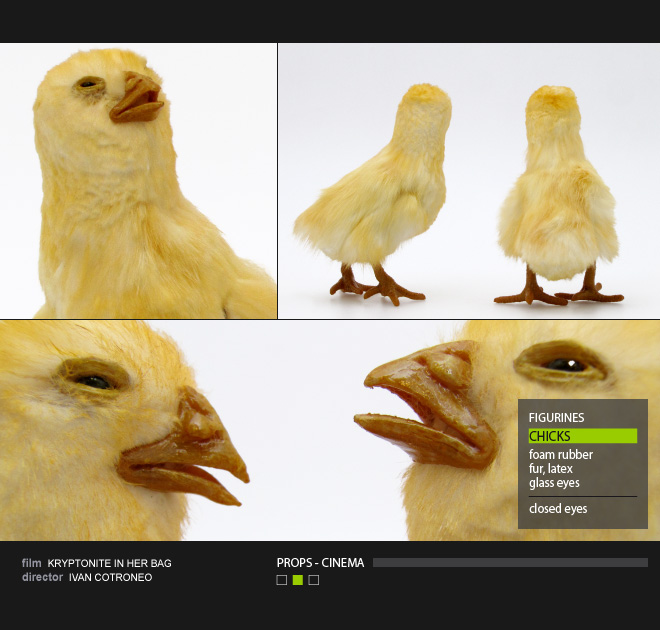 FIGURINES
CHICKS
foam rubber
fur, latex
glass eyes
closed eyes
film KRYPTONITE IN HER BAG
director IVAN COTRONEO
PROPS - CINEMA